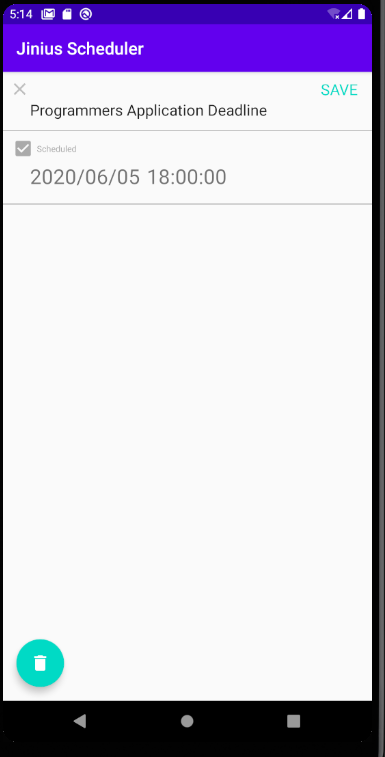 5:14
Jinius Scheduler
SAVE
Programmers Application Deadline
Scheduled
2020/06/05 18:00:00